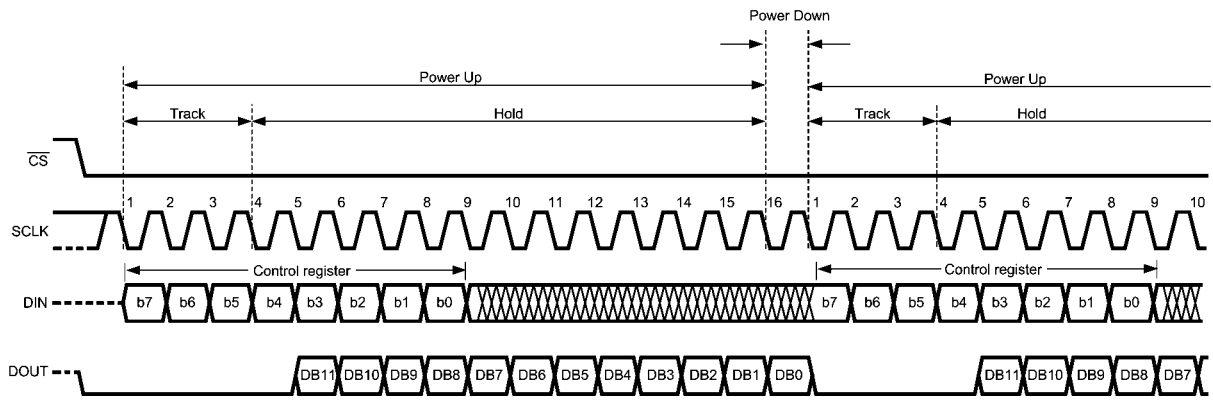 Power Down
Power Up
Power Up
Track
Hold
Track
Hold
CS
SCLK
1 2 3 4 5 6 7 8 9 10 11 12 13 14 15 16 1 2 3 4 5 6 7 8 9 10
Control register
Control register
DIN
b7 b6 b5 b4 b3 b2 b1 b0 b7 b6 b5 b4 b3 b2 b1 b0
DOUT
DB11 DB10 DB9 DB8 DB7 DB6 DB5 DB4 DB3 DB2 DB1 DB0 DB11 DB10 DB9 DB8 DB7